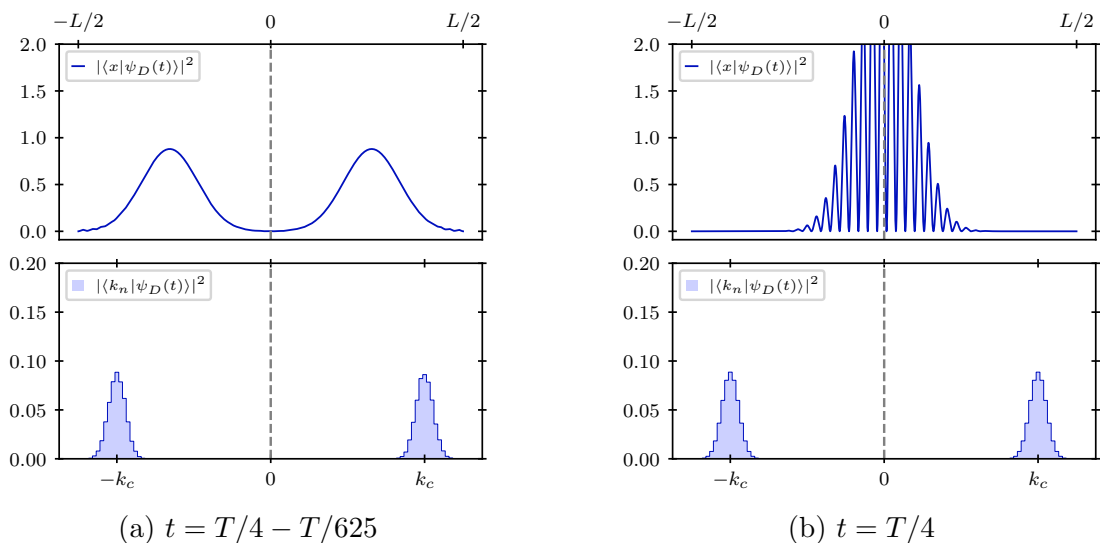 −L/2 0 L/2
2.0
1.5
1.0
0.5
0.0
|⟨x|ψ_D(t)⟩|²
0.20
0.15
0.10
0.05
0.00
|⟨k_n|ψ_D(t)⟩|²
−k_c 0 k_c
(a) t = T/4 − T/625
−L/2 0 L/2
2.0
1.5
1.0
0.5
0.0
|⟨x|ψ_D(t)⟩|²
0.20
0.15
0.10
0.05
0.00
|⟨k_n|ψ_D(t)⟩|²
−k_c 0 k_c
(b) t = T/4